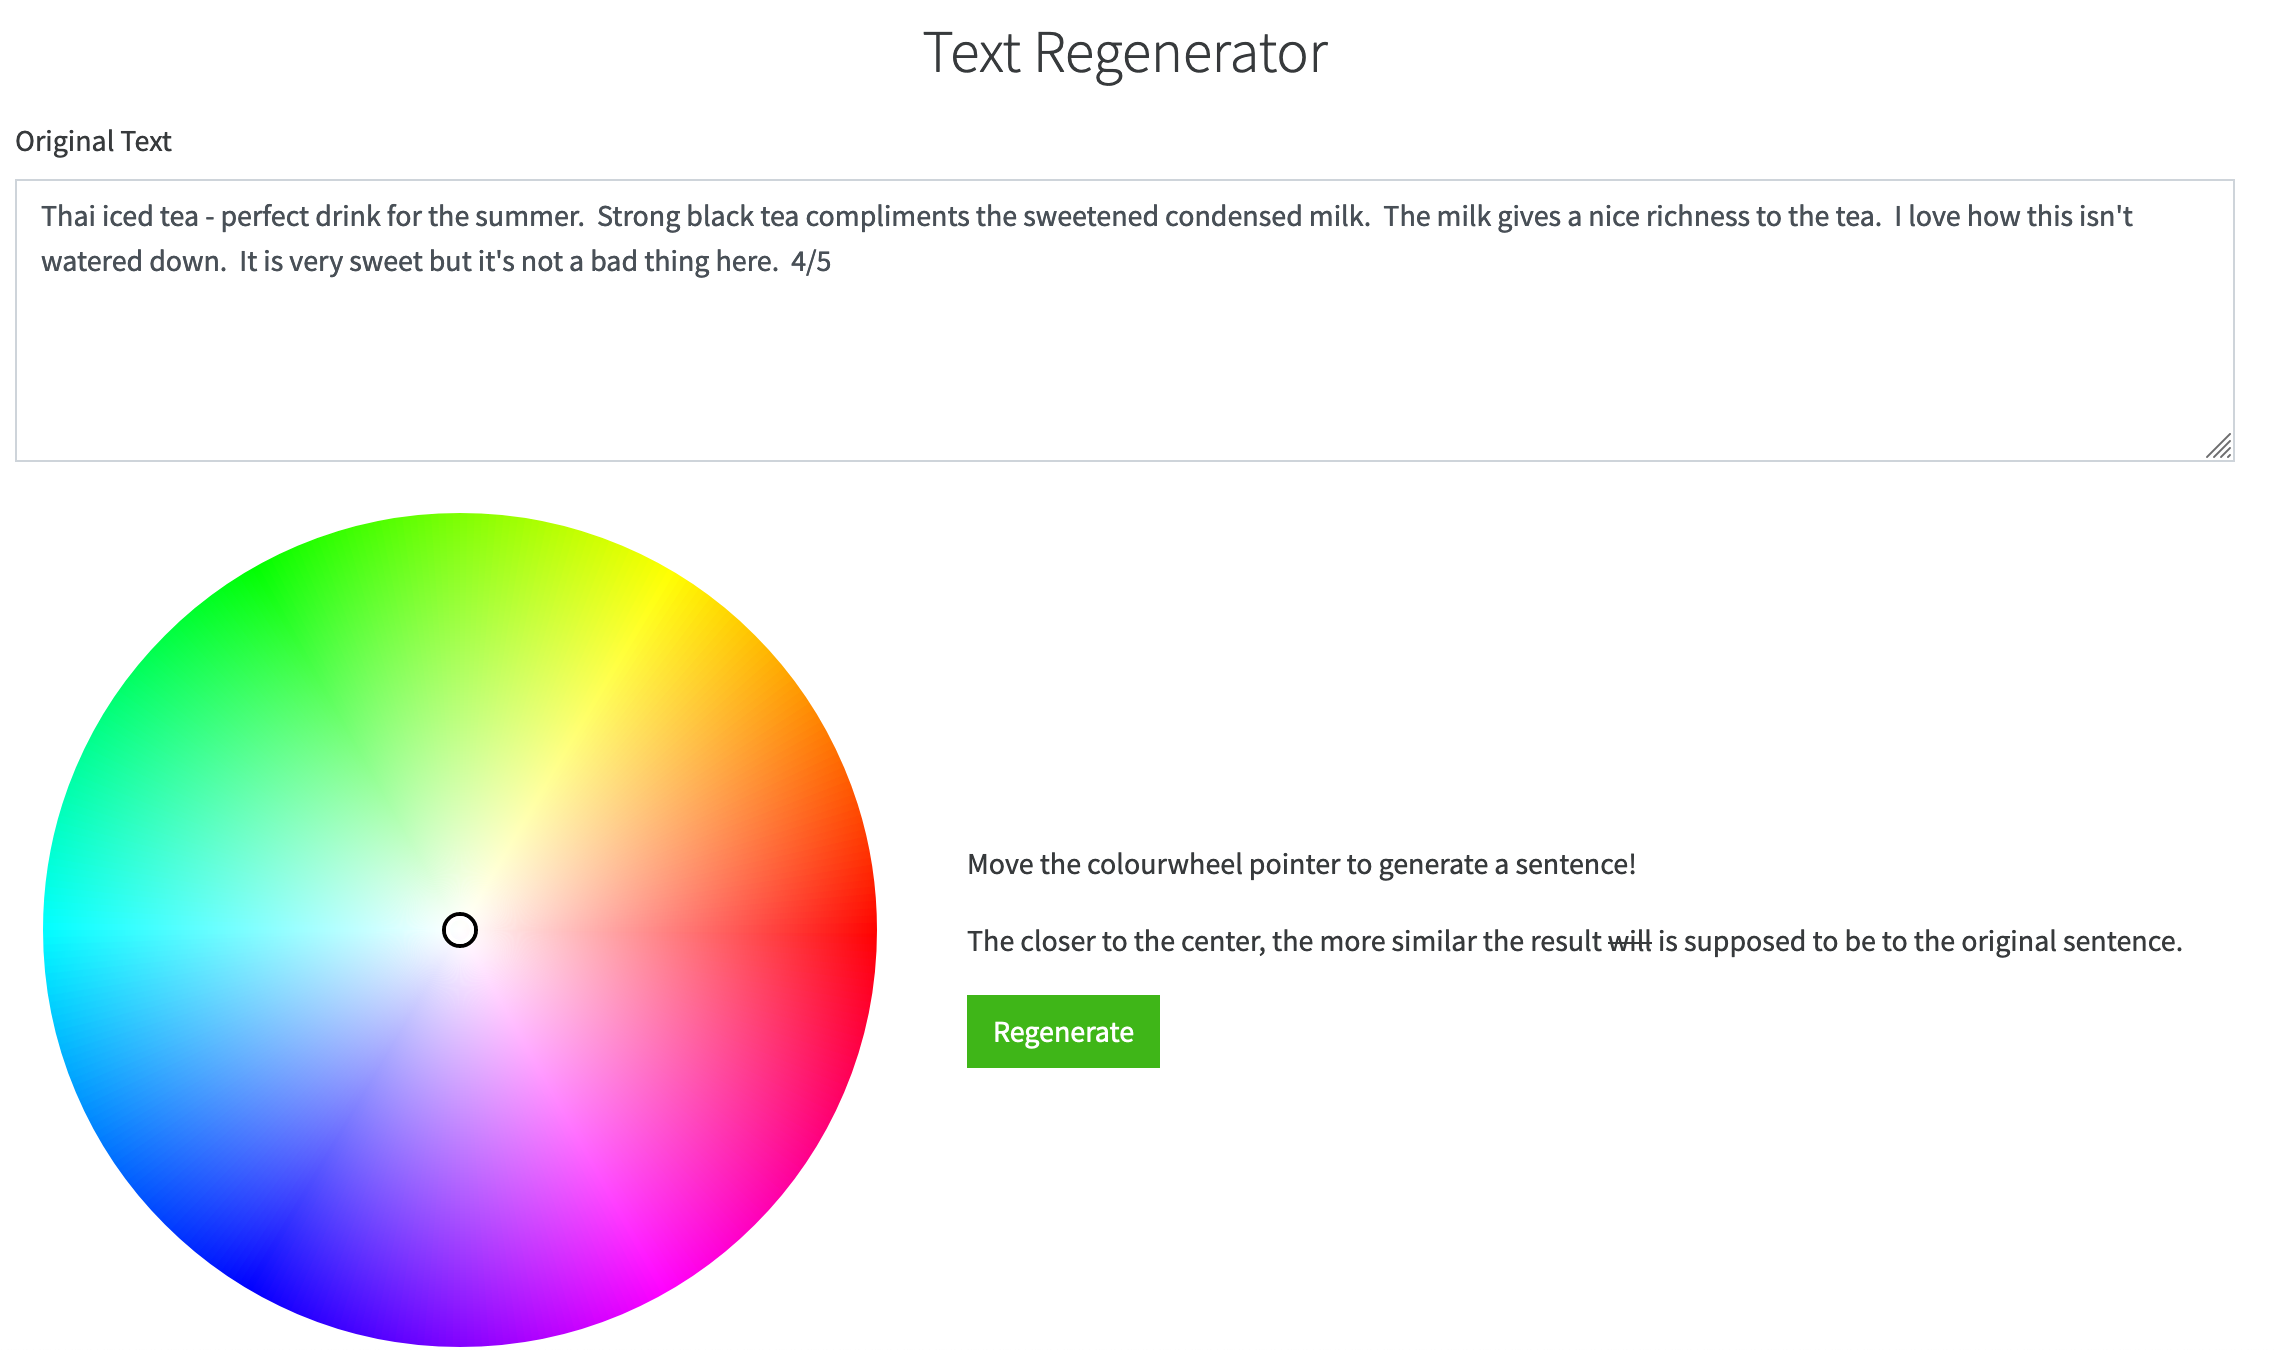 Text Regenerator
Original Text
Thai iced tea - perfect drink for the summer.  Strong black tea compliments the sweetened condensed milk.  The milk gives a nice richness to the tea.  I love how this isn't
watered down.  It is very sweet but it's not a bad thing here.  4/5
Move the colourwheel pointer to generate a sentence!
The closer to the center, the more similar the result will is supposed to be to the original sentence.
Regenerate